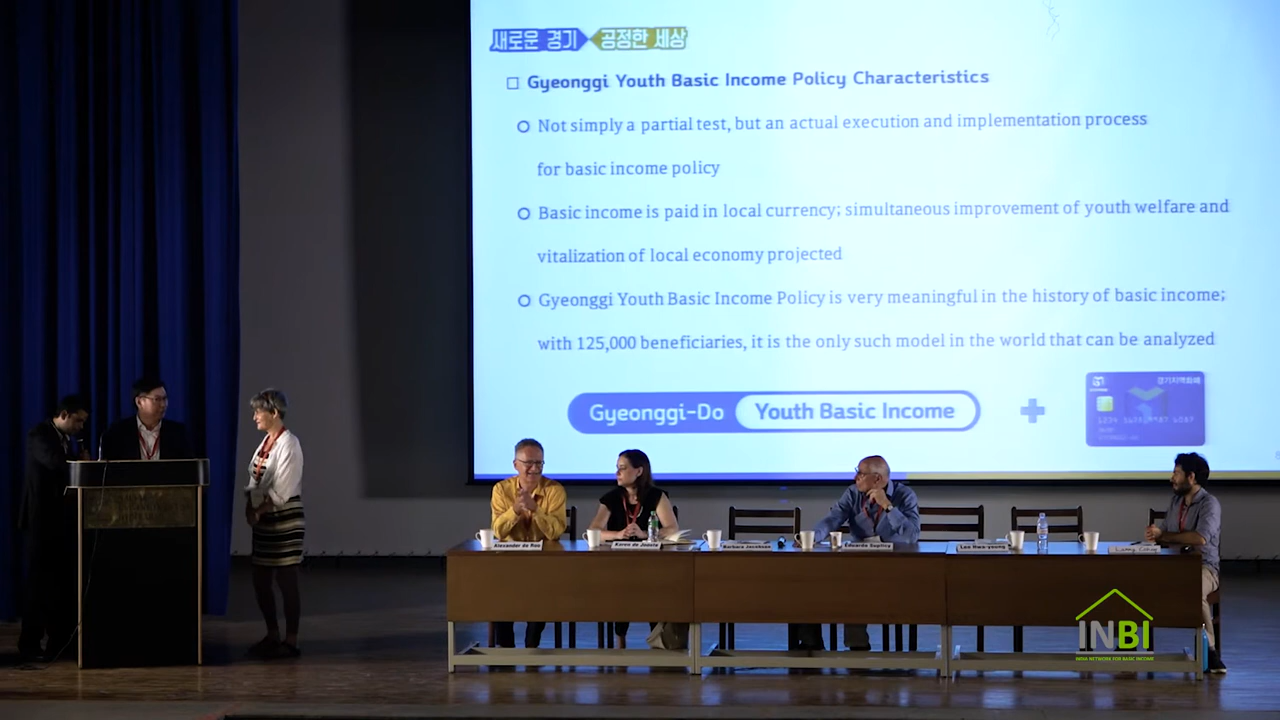 새로운 경기 공정한 세상
□ Gyeonggi Youth Basic Income Policy Characteristics
○ Not simply a partial test, but an actual execution and implementation process
for basic income policy
○ Basic income is paid in local currency; simultaneous improvement of youth welfare and
vitalization of local economy projected
○ Gyeonggi Youth Basic Income Policy is very meaningful in the history of basic income;
with 125,000 beneficiaries, it is the only such model in the world that can be analyzed
Gyeonggi-Do Youth Basic Income +
경기지역화폐
Alexander de Roo
Barbara Jacobson
Eduardo Suplicy
Lee Hwa-young
INBI
INDIA NETWORK FOR BASIC INCOME